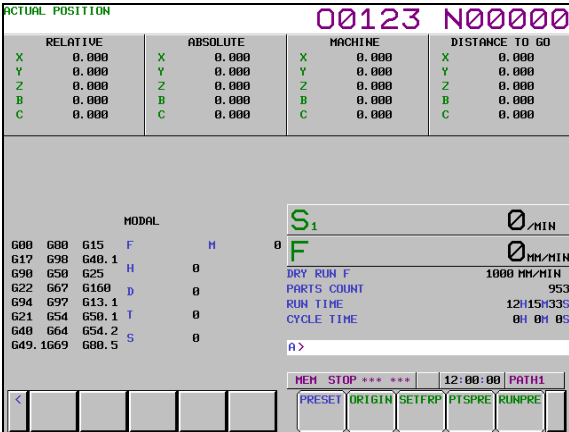 ACTUAL POSITION O0123 N00000
RELATIVE ABSOLUTE MACHINE DISTANCE TO GO
X 0.000 X 0.000 X 0.000 X 0.000
Y 0.000 Y 0.000 Y 0.000 Y 0.000
Z 0.000 Z 0.000 Z 0.000 Z 0.000
B 0.000 B 0.000 B 0.000 B 0.000
C 0.000 C 0.000 C 0.000 C 0.000
MODAL
G00 G80 G15 F M 0
G17 G98 G40.1
G90 G50 G25 H 0
G22 G67 G160
G94 G97 G13.1 D 0
G21 G54 G50.1 T 0
G40 G64 G54.2
G49.1 G69 G80.5 S 0
S1 0/MIN
F 0MM/MIN
DRY RUN F 1000 MM/MIN
PARTS COUNT 953
RUN TIME 12H15M33S
CYCLE TIME 0H 0M 0S
A>
MEM STOP *** *** 12:00:00 PATH1
< PRESET ORIGIN SETFRP PTSPRE RUNPRE